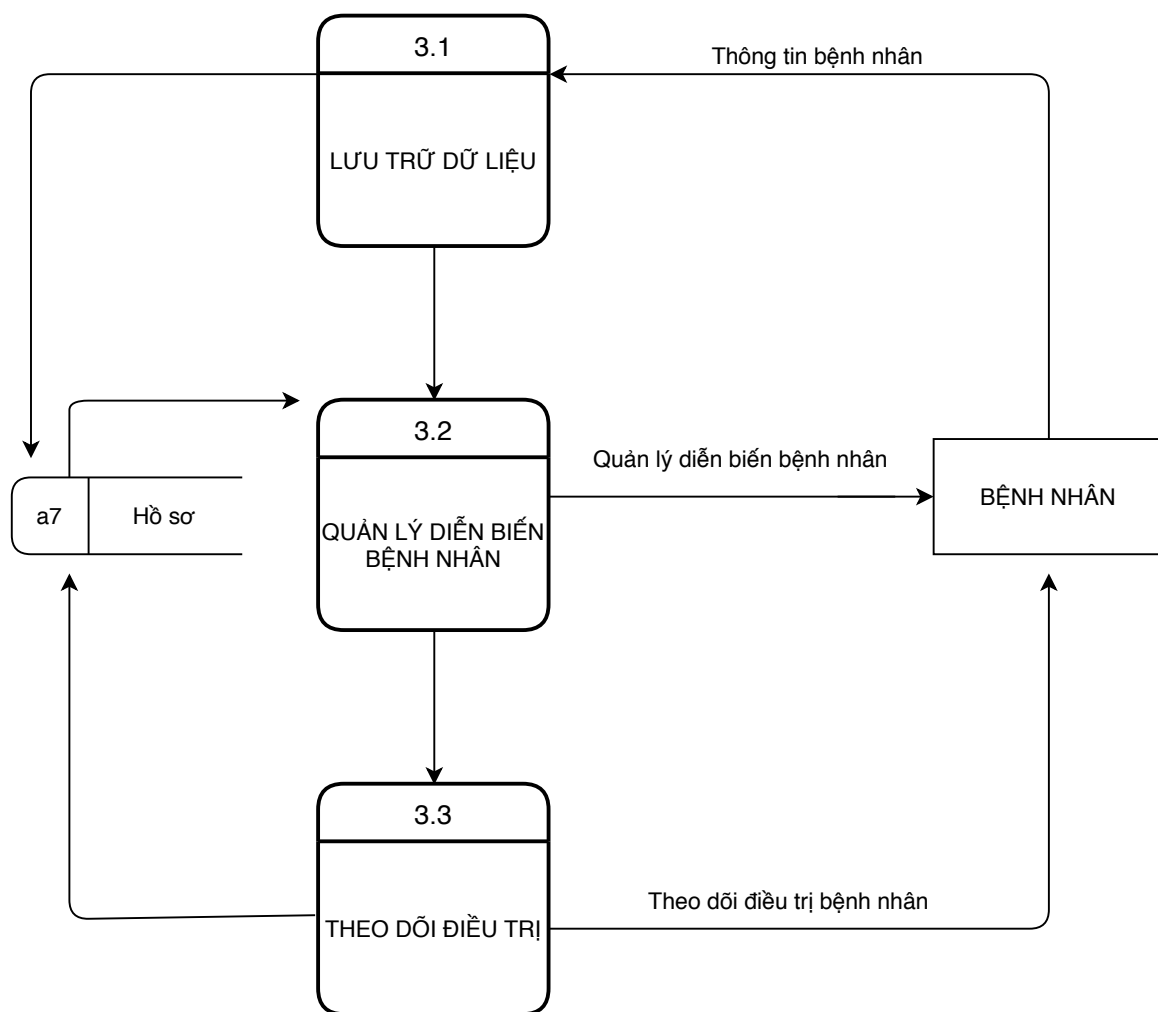 3.1
Thông tin bệnh nhân
LƯU TRỮ DỮ LIỆU
3.2
Quản lý diễn biến bệnh nhân
BỆNH NHÂN
a7
Hồ sơ
QUẢN LÝ DIỄN BIẾN
BỆNH NHÂN
3.3
Theo dõi điều trị bệnh nhân
THEO DÕI ĐIỀU TRỊ